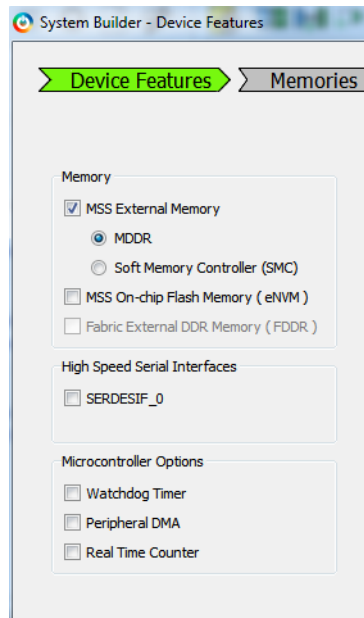 System Builder - Device Features
Device Features
Memories
Memory
MSS External Memory
MDDR
Soft Memory Controller (SMC)
MSS On-chip Flash Memory ( eNVM )
Fabric External DDR Memory ( FDDR )
High Speed Serial Interfaces
SERDESIF_0
Microcontroller Options
Watchdog Timer
Peripheral DMA
Real Time Counter